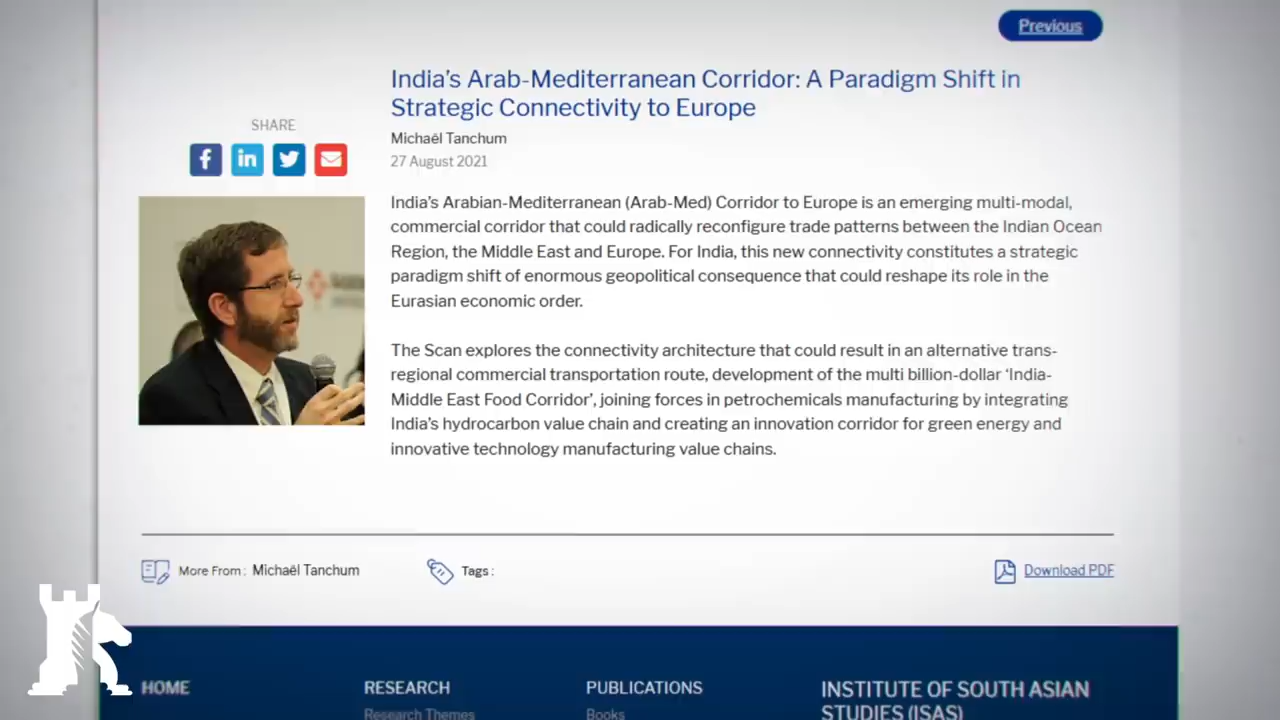 Previous
India's Arab-Mediterranean Corridor: A Paradigm Shift in
Strategic Connectivity to Europe
Michaël Tanchum
27 August 2021
SHARE
India's Arabian-Mediterranean (Arab-Med) Corridor to Europe is an emerging multi-modal,
commercial corridor that could radically reconfigure trade patterns between the Indian Ocean
Region, the Middle East and Europe. For India, this new connectivity constitutes a strategic
paradigm shift of enormous geopolitical consequence that could reshape its role in the
Eurasian economic order.
The Scan explores the connectivity architecture that could result in an alternative trans-
regional commercial transportation route, development of the multi billion-dollar ‘India-
Middle East Food Corridor’, joining forces in petrochemicals manufacturing by integrating
India's hydrocarbon value chain and creating an innovation corridor for green energy and
innovative technology manufacturing value chains.
More From : Michaël Tanchum
Tags :
Download PDF
HOME
RESEARCH
PUBLICATIONS
INSTITUTE OF SOUTH ASIAN
STUDIES (ISAS)
Research Themes
Books